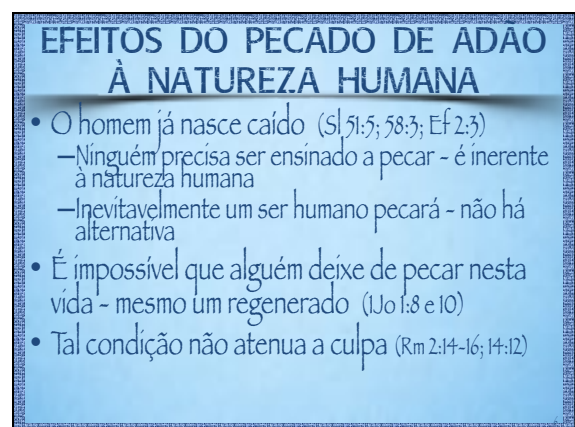 EFEITOS DO PECADO DE ADÃO
À NATUREZA HUMANA
• O homem já nasce caído (Sl 51:5; 58:3; Ef 2:3)
–Ninguém precisa ser ensinado a pecar - é inerente
à natureza humana
–Inevitavelmente um ser humano pecará - não há
alternativa
• É impossível que alguém deixe de pecar nesta
vida - mesmo um regenerado (1Jo 1:8 e 10)
• Tal condição não atenua a culpa (Rm 2:14-16; 14:12)